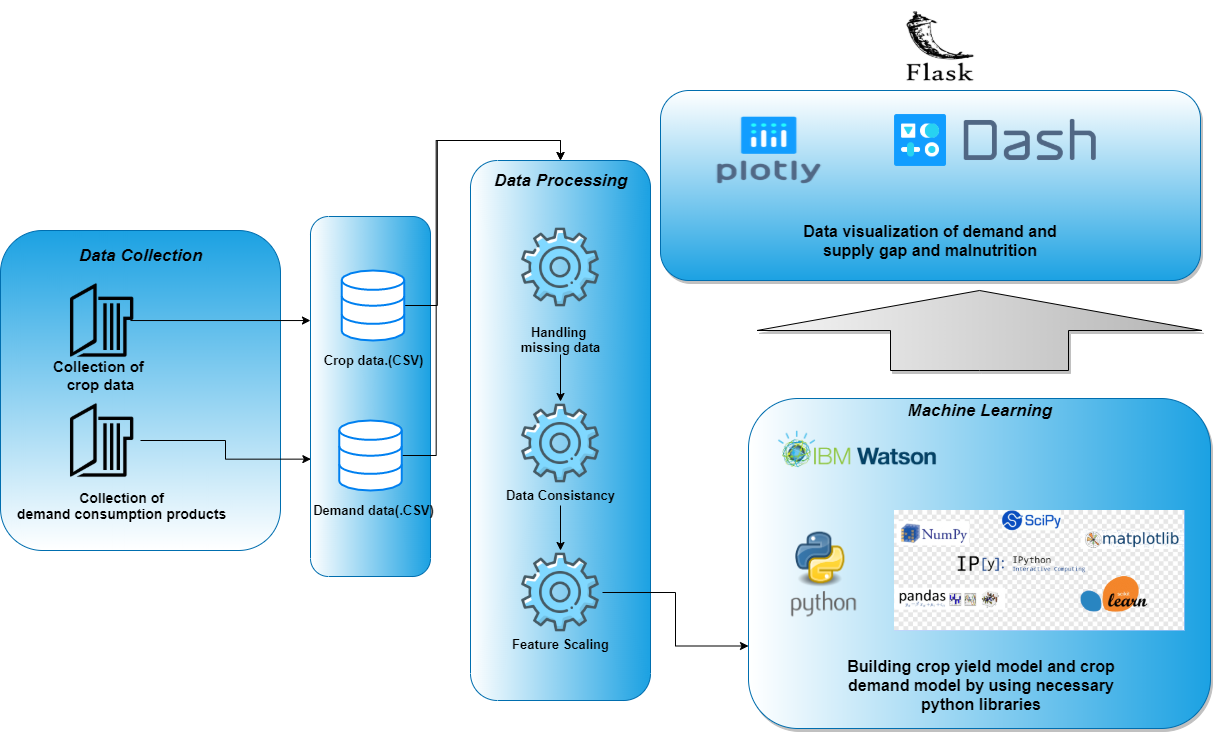 Flask
plotly
Dash
Data visualization of demand and
supply gap and malnutrition
Data Collection
Collection of
crop data
Collection of
demand consumption products
Crop data.(CSV)
Demand data(.CSV)
Data Processing
Handling
missing data
Data Consistancy
Feature Scaling
Machine Learning
IBM Watson
python
NumPy
SciPy
matplotlib
IP[y]:
IPython
Interactive Computing
pandas
scikit
learn
Building crop yield model and crop
demand model by using necessary
python libraries